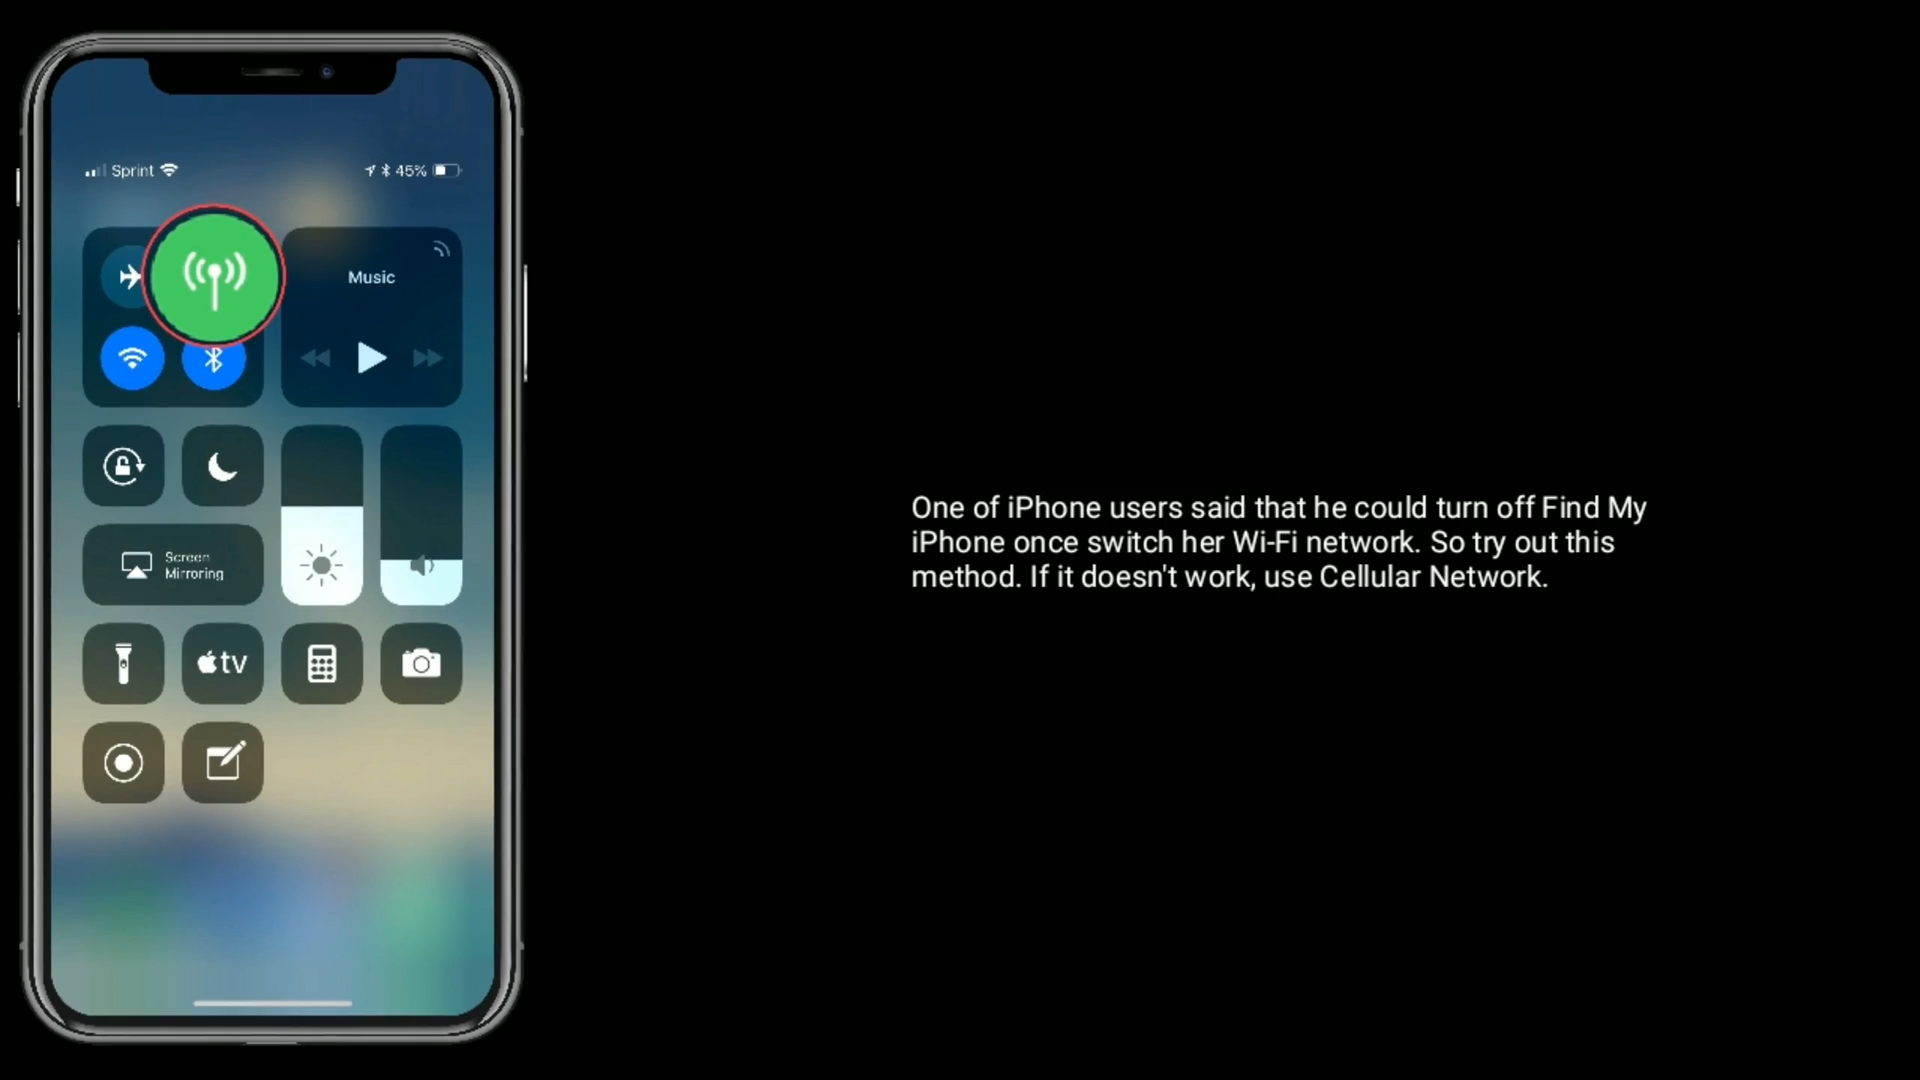 Sprint
45%
Music
Screen
Mirroring
tv
One of iPhone users said that he could turn off Find My
iPhone once switch her Wi-Fi network. So try out this
method. If it doesn't work, use Cellular Network.